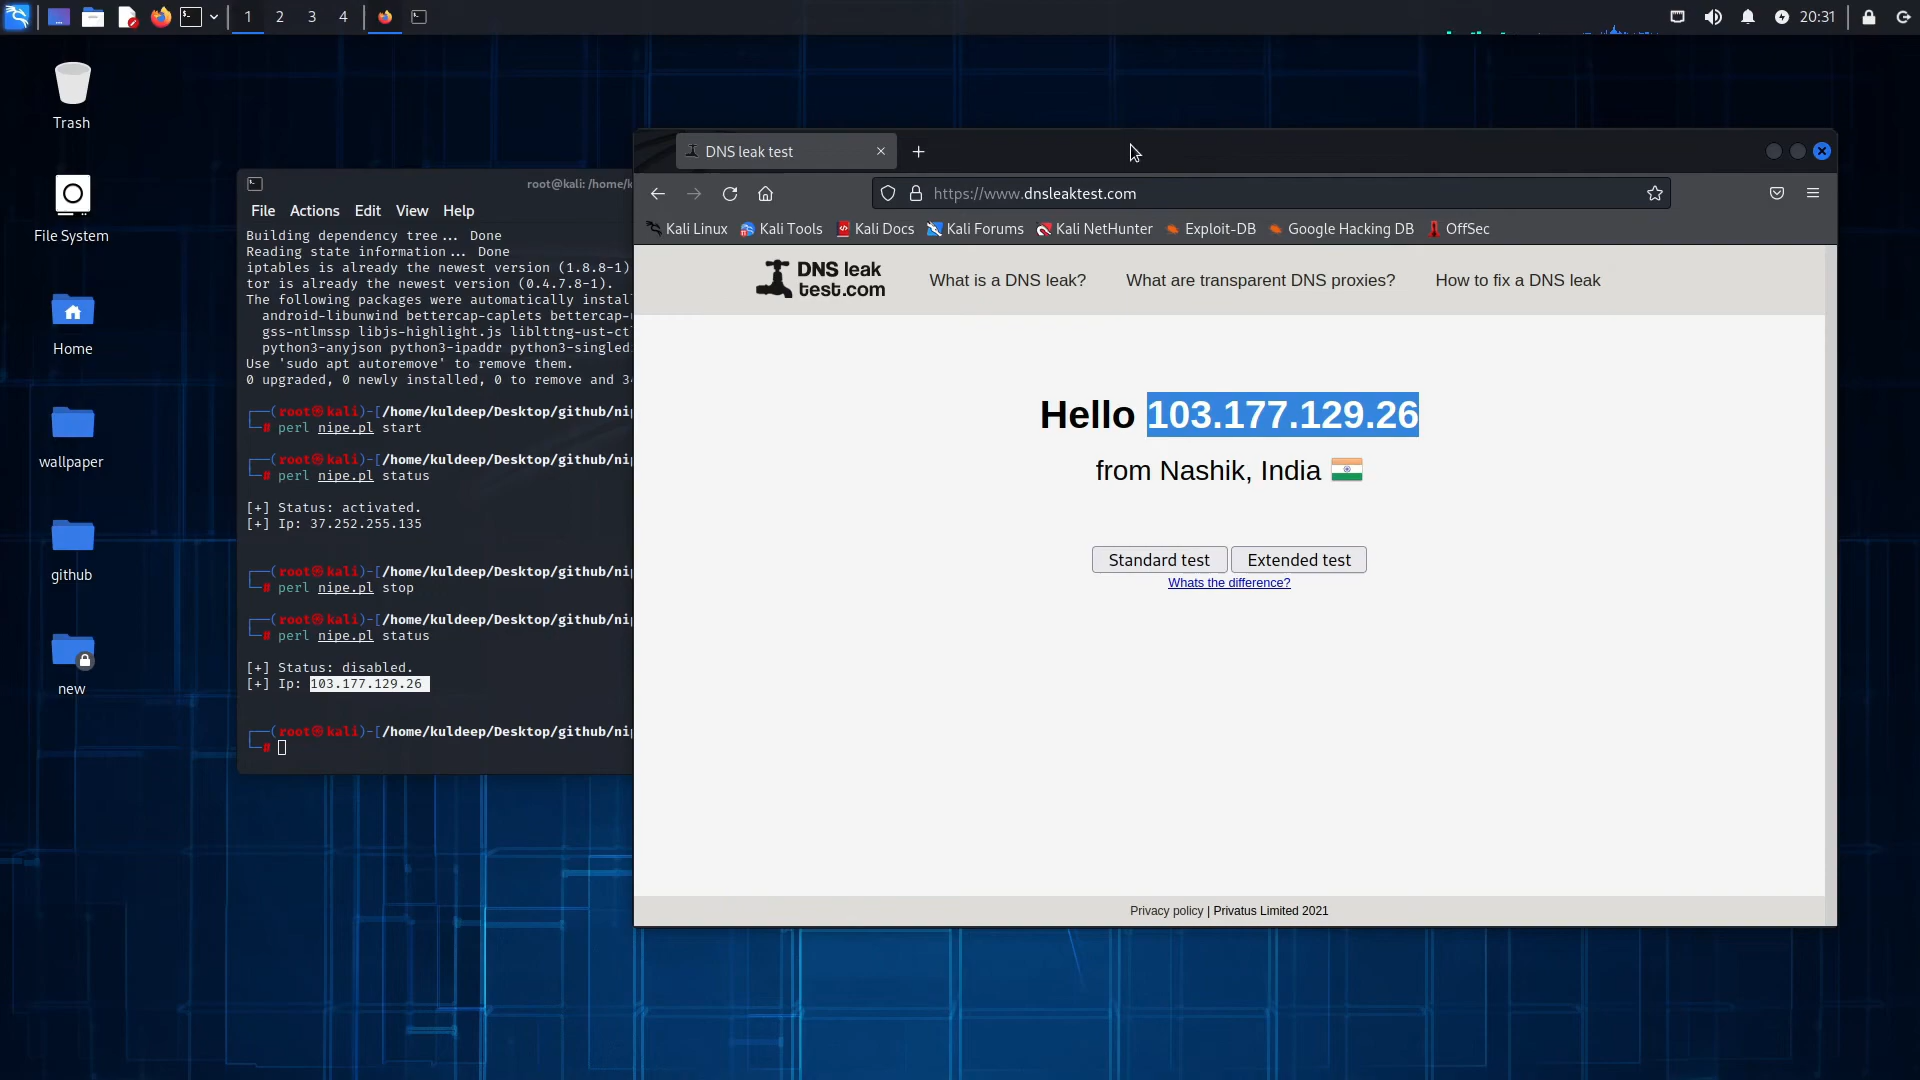 1 2 3 4
20:31
Trash
File System
Home
wallpaper
github
new
root@kali: /home/k
File Actions Edit View Help
Building dependency tree... Done
Reading state information... Done
iptables is already the newest version (1.8.8-1)
tor is already the newest version (0.4.7.8-1).
The following packages were automatically instal
android-libunwind bettercap-caplets bettercap-
gss-ntlmssp libjs-highlight.js liblttng-ust-ct
python3-anyjson python3-ipaddr python3-singled
Use 'sudo apt autoremove' to remove them.
0 upgraded, 0 newly installed, 0 to remove and 3
┌──(root㉿kali)-[/home/kuldeep/Desktop/github/nip
└─# perl nipe.pl start
┌──(root㉿kali)-[/home/kuldeep/Desktop/github/nip
└─# perl nipe.pl status
[+] Status: activated.
[+] Ip: 37.252.255.135
┌──(root㉿kali)-[/home/kuldeep/Desktop/github/nip
└─# perl nipe.pl stop
┌──(root㉿kali)-[/home/kuldeep/Desktop/github/nip
└─# perl nipe.pl status
[+] Status: disabled.
[+] Ip: 103.177.129.26
┌──(root㉿kali)-[/home/kuldeep/Desktop/github/nip
└─#
DNS leak test
https://www.dnsleaktest.com
Kali Linux Kali Tools Kali Docs Kali Forums Kali NetHunter Exploit-DB Google Hacking DB OffSec
DNS leak
test.com
What is a DNS leak? What are transparent DNS proxies? How to fix a DNS leak
Hello 103.177.129.26
from Nashik, India
Standard test Extended test
Whats the difference?
Privacy policy | Privatus Limited 2021